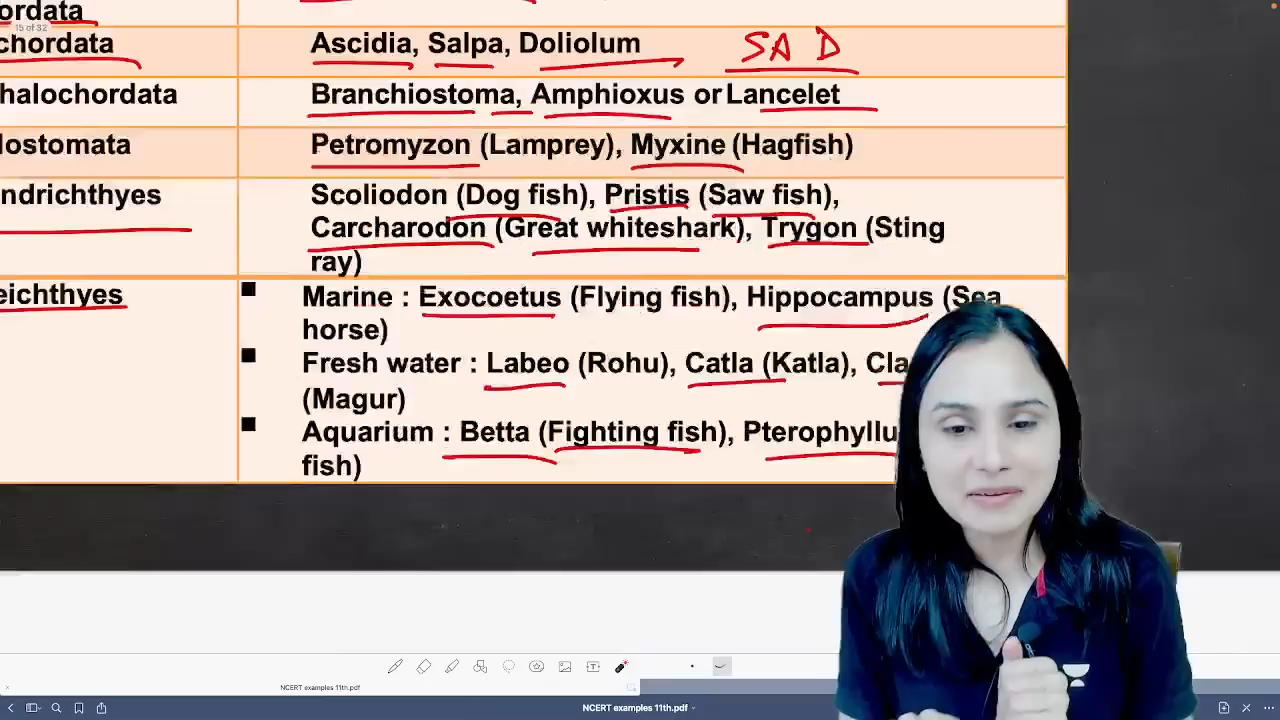 ordata
15 of 32
chordata Ascidia, Salpa, Doliolum SAD
halochordata Branchiostoma, Amphioxus or Lancelet
lostomata Petromyzon (Lamprey), Myxine (Hagfish)
ndrichthyes Scoliodon (Dog fish), Pristis (Saw fish),
Carcharodon (Great whiteshark), Trygon (Sting
ray)
eichthyes ■ Marine : Exocoetus (Flying fish), Hippocampus (Sea
horse)
■ Fresh water : Labeo (Rohu), Catla (Katla), Cla
(Magur)
■ Aquarium : Betta (Fighting fish), Pterophyllu
fish)
NCERT examples 11th.pdf
NCERT examples 11th.pdf